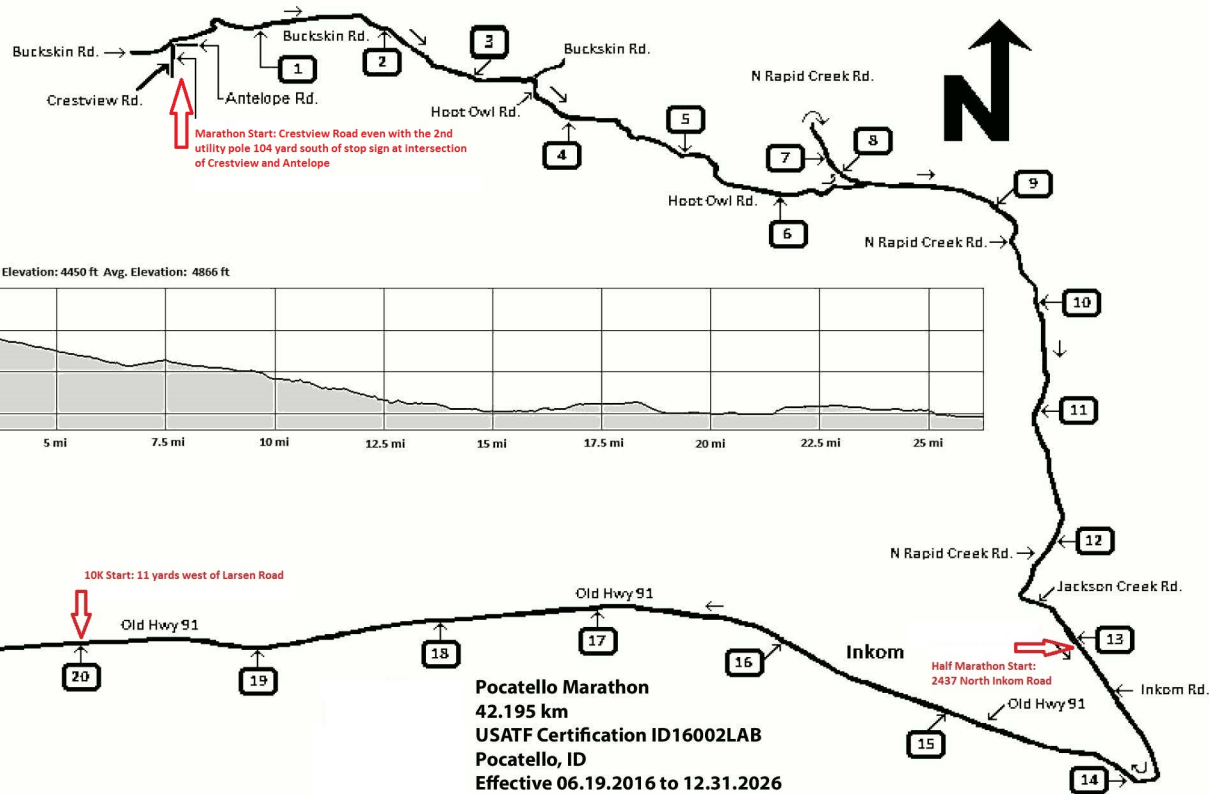 Buckskin Rd.
Buckskin Rd.
1
2
3
Buckskin Rd.
Crestview Rd.
Antelope Rd.
Hoot Owl Rd.
Marathon Start: Crestview Road even with the 2nd
utility pole 104 yard south of stop sign at intersection
of Crestview and Antelope
4
5
N Rapid Creek Rd.
7
8
N
Hoot Owl Rd.
6
9
N Rapid Creek Rd.
Elevation: 4450 ft Avg. Elevation: 4866 ft
10
11
5 mi
7.5 mi
10 mi
12.5 mi
15 mi
17.5 mi
20 mi
22.5 mi
25 mi
12
N Rapid Creek Rd.
Jackson Creek Rd.
13
10K Start: 11 yards west of Larsen Road
Old Hwy 91
Old Hwy 91
20
19
18
17
16
Inkom
Half Marathon Start:
2437 North Inkom Road
Inkom Rd.
Old Hwy 91
15
14
Pocatello Marathon
42.195 km
USATF Certification ID16002LAB
Pocatello, ID
Effective 06.19.2016 to 12.31.2026